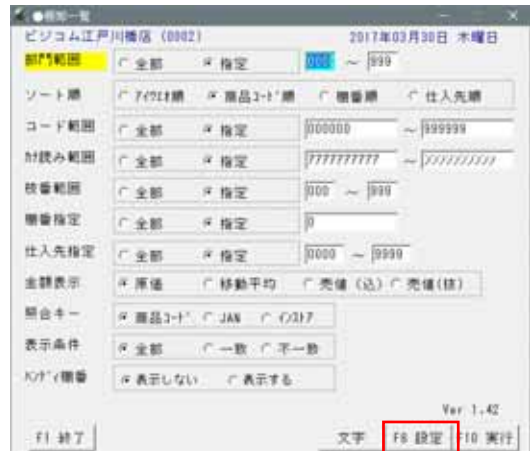 ●棚卸一覧
ビジコム江戸川橋店 (0002) 2017年03月30日 木曜日
部門範囲 全部 指定 000 ～ 999
ソート順 アイウエオ順 商品コード順 棚番順 仕入先順
コード範囲 全部 指定 000000 ～ 999999
カナ読み範囲 全部 指定 ｱｱｱｱｱｱｱｱｱｱ ～ ﾝﾝﾝﾝﾝﾝﾝﾝﾝﾝ
枝番範囲 全部 指定 000 ～ 999
棚番指定 全部 指定 0
仕入先指定 全部 指定 0000 ～ 9999
金額表示 原価 移動平均 売値（込） 売値(抜)
照合キー 商品コード JAN インストア
表示条件 全部 一致 不一致
ﾊﾝﾃﾞｨ棚番 表示しない 表示する
Ver 1.42
F1 終了 文字 F8 設定 F10 実行